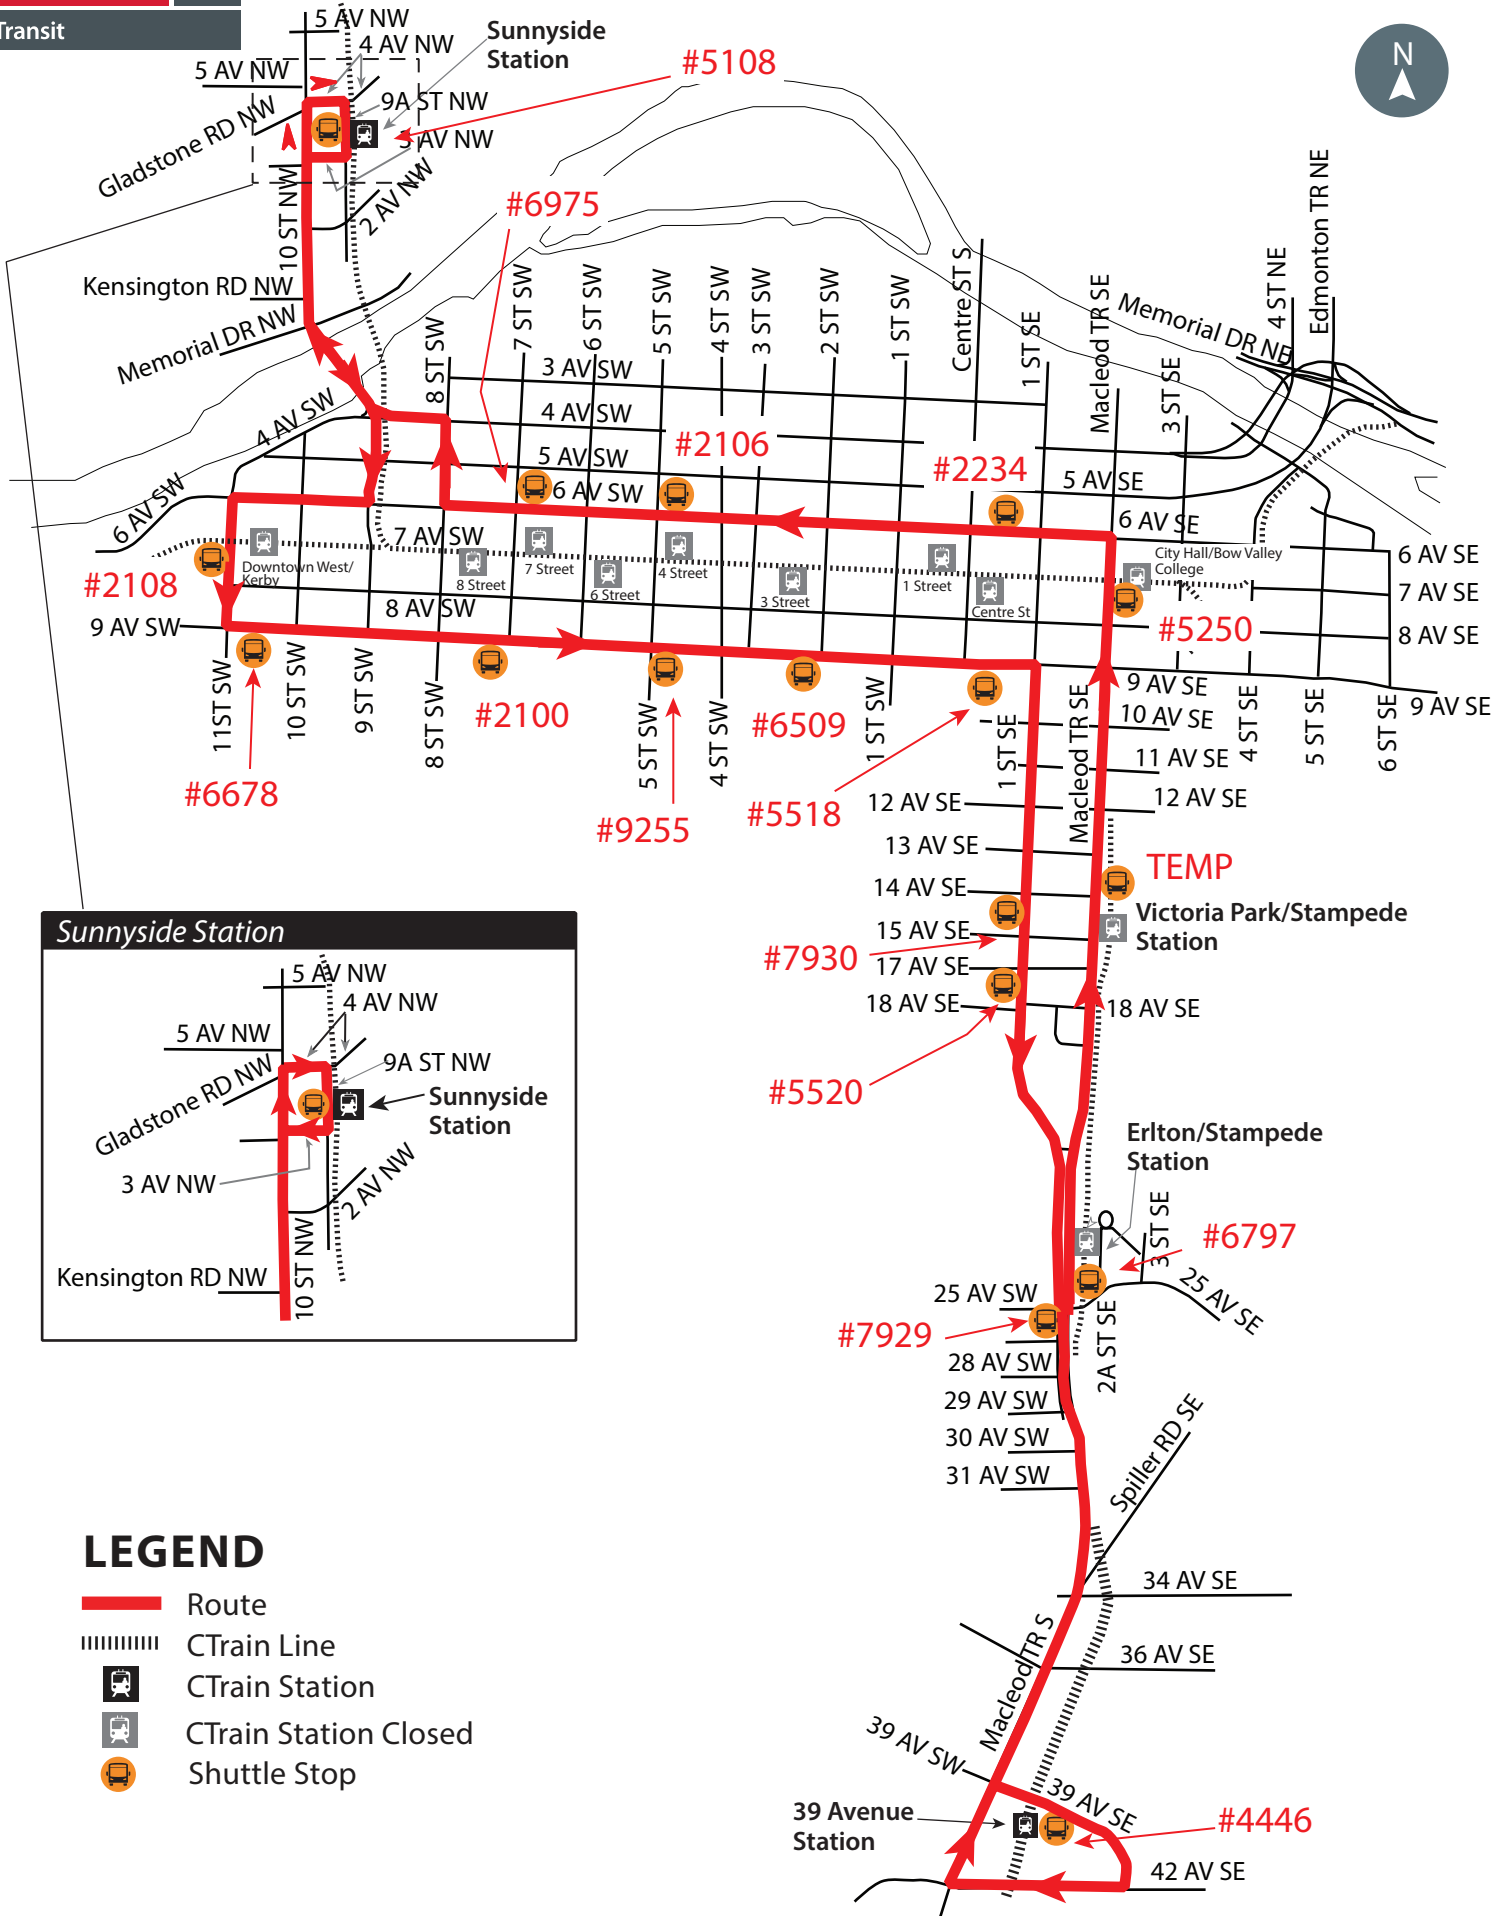 Transit
5 AV NW
4 AV NW
Sunnyside
Station
#5108
N
5 AV NW
9A ST NW
3 AV NW
Gladstone RD NW
2 AV NW
10 ST NW
#6975
Kensington RD NW
Memorial DR NW
8 ST SW
7 ST SW
6 ST SW
5 ST SW
4 ST SW
3 ST SW
2 ST SW
1 ST SW
Centre ST S
1 ST SE
Macleod TR SE
Memorial DR NE
3 ST SE
4 ST NE
Edmonton TR NE
3 AV SW
4 AV SW
4 AV SW
#2106
#2234
5 AV SW
5 AV SE
6 AV SW
6 AV SW
6 AV SE
7 AV SW
City Hall/Bow Valley
College
6 AV SE
Downtown West/
Kerby
8 Street
7 Street
6 Street
4 Street
3 Street
1 Street
Centre St
#2108
7 AV SE
8 AV SW
9 AV SW
#5250
8 AV SE
9 AV SE
9 AV SE
11ST SW
10 ST SW
9 ST SW
8 ST SW
#2100
5 ST SW
4 ST SW
#6509
1 ST SW
1 ST SE
Macleod TR SE
10 AV SE
4 ST SE
5 ST SE
6 ST SE
11 AV SE
#6678
#9255
#5518
12 AV SE
12 AV SE
13 AV SE
TEMP
14 AV SE
Victoria Park/Stampede
Station
15 AV SE
#7930
17 AV SE
18 AV SE
18 AV SE
#5520
Sunnyside Station
5 AV NW
4 AV NW
5 AV NW
9A ST NW
Gladstone RD NW
Sunnyside
Station
3 AV NW
2 AV NW
10 ST NW
Kensington RD NW
Erlton/Stampede
Station
3 ST SE
#6797
25 AV SW
25 AV SE
#7929
2A ST SE
28 AV SW
29 AV SW
30 AV SW
31 AV SW
Spiller RD SE
34 AV SE
36 AV SE
Macleod TR S
39 AV SW
39 AV SE
39 Avenue
Station
#4446
42 AV SE
LEGEND
Route
CTrain Line
CTrain Station
CTrain Station Closed
Shuttle Stop